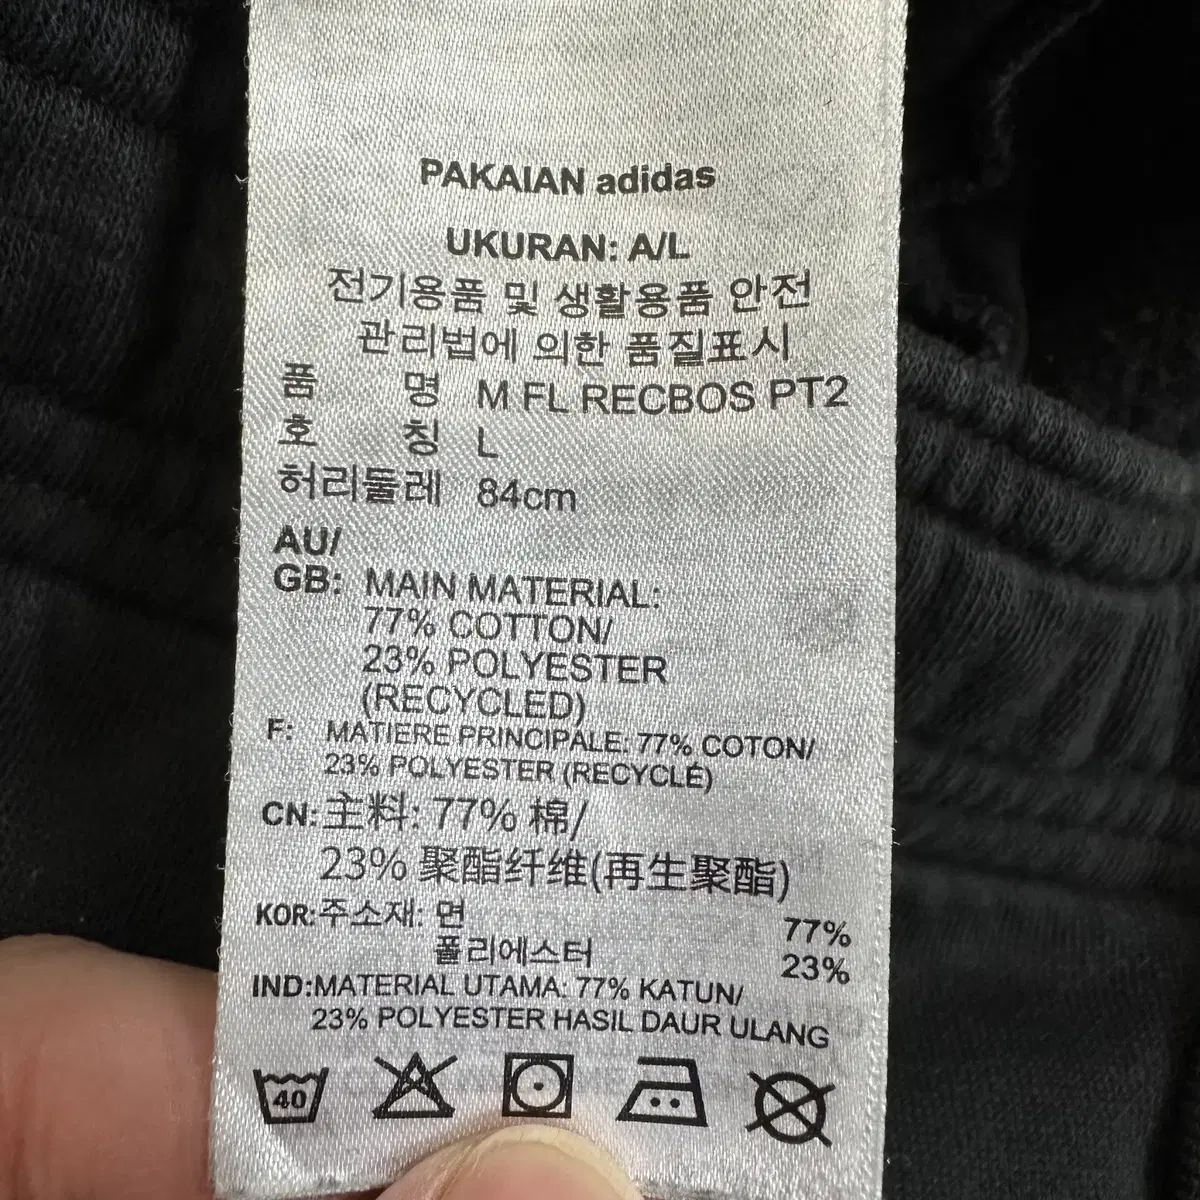 PAKAIAN adidas
UKURAN: A/L
전기용품 및 생활용품 안전
관리법에 의한 품질표시
품 명 M FL RECBOS PT2
호 칭 L
허리둘레 84cm
AU/
GB: MAIN MATERIAL:
77% COTTON/
23% POLYESTER
(RECYCLED)
F: MATIERE PRINCIPALE: 77% COTON/
23% POLYESTER (RECYCLÉ)
CN: 主料: 77% 棉/
23% 聚酯纤维(再生聚酯)
KOR: 주소재: 면 77%
폴리에스터 23%
IND: MATERIAL UTAMA: 77% KATUN/
23% POLYESTER HASIL DAUR ULANG
40